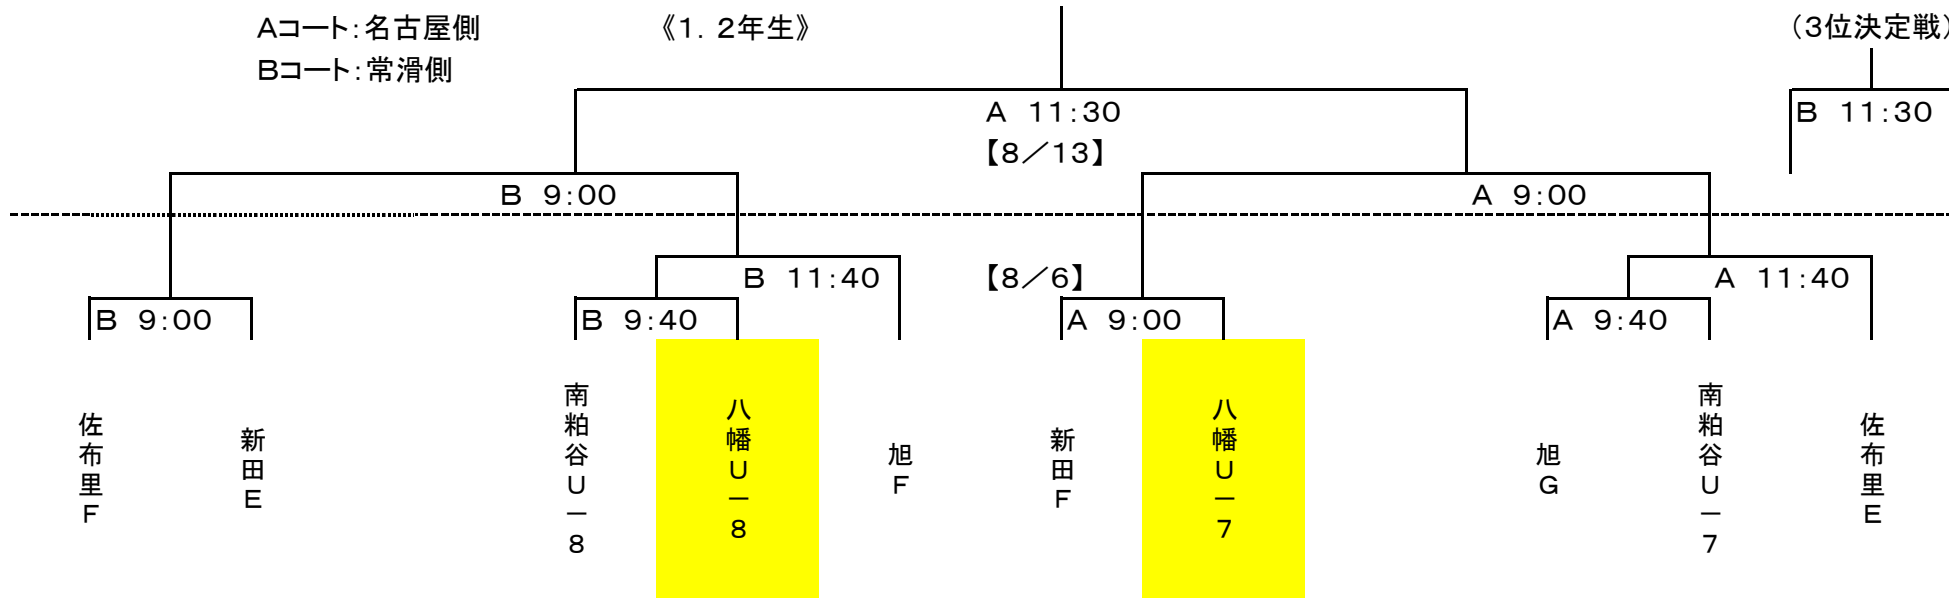 Aコート：名古屋側
《1．2年生》
（3位決定戦）
Bコート：常滑側
A 11：30
B 11：30
【8／13】
B 9：00
A 9：00
B 11：40
【8／6】
A 11：40
B 9：00
B 9：40
A 9：00
A 9：40
佐布里F
新田E
南粕谷U－8
八幡U－8
旭F
新田F
八幡U－7
旭G
南粕谷U－7
佐布里E